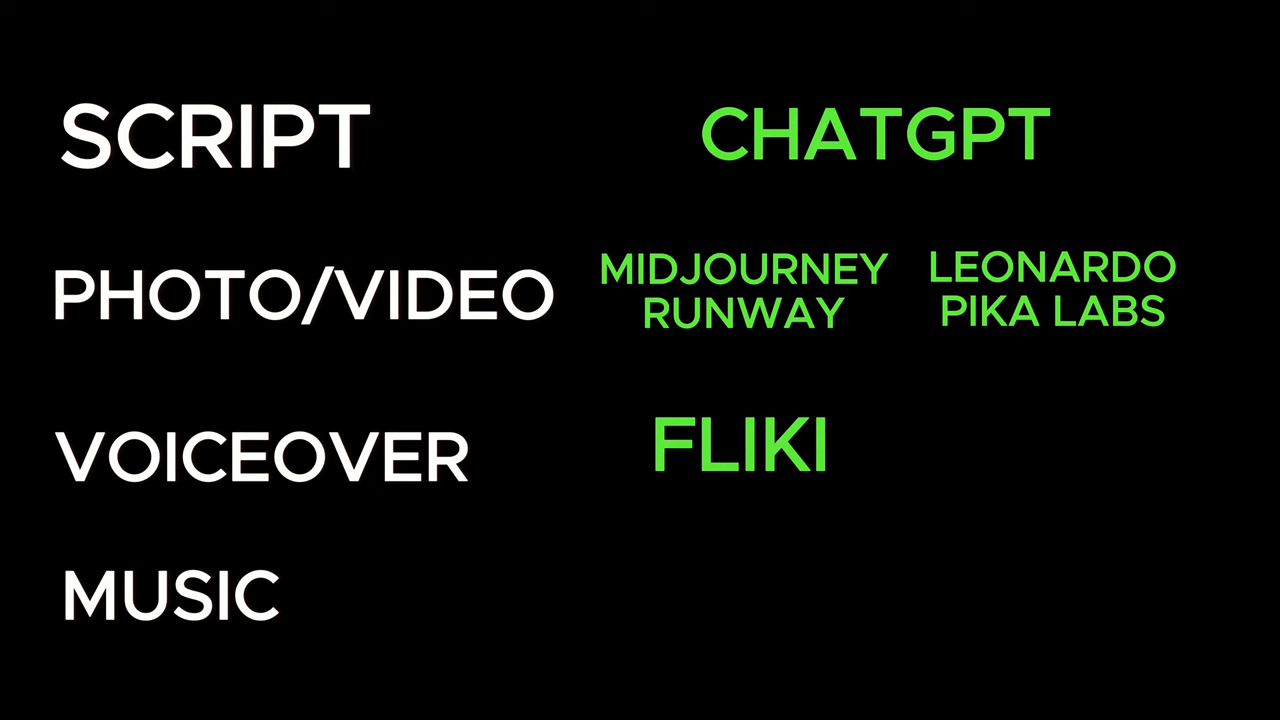 SCRIPT CHATGPT
PHOTO/VIDEO MIDJOURNEY LEONARDO
RUNWAY PIKA LABS
VOICEOVER FLIKI
MUSIC